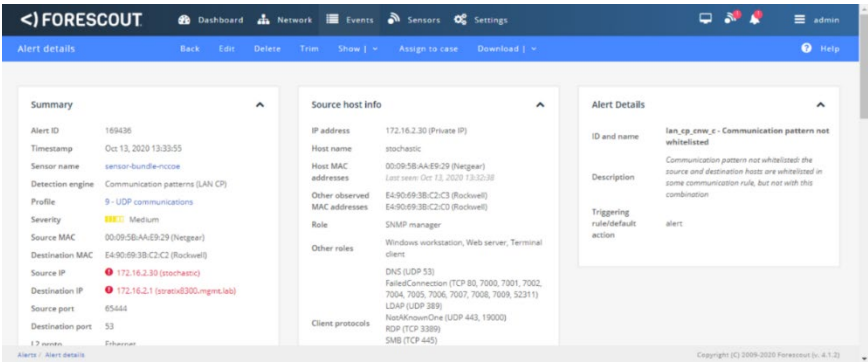 <) FORESCOUT.
Dashboard
Network
Events
Sensors
Settings
admin
Alert details
Back
Edit
Delete
Trim
Show |
Assign to case
Download |
Help
Summary
Alert ID 169436
Timestamp Oct 13, 2020 13:33:55
Sensor name sensor-bundle-nccoe
Detection engine Communication patterns (LAN CP)
Profile 9 - UDP communications
Severity Medium
Source MAC 00:09:5B:AA:E9:29 (Netgear)
Destination MAC E4:90:69:3B:C2:C2 (Rockwell)
Source IP 172.16.2.30 (stochastic)
Destination IP 172.16.2.1 (stratix8300.mgmt.lab)
Source port 65444
Destination port 53
L2 proto Ethernet
Source host info
IP address 172.16.2.30 (Private IP)
Host name stochastic
Host MAC 00:09:5B:AA:E9:29 (Netgear)
addresses Last seen: Oct 13, 2020 13:32:38
Other observed E4:90:69:3B:C2:C3 (Rockwell)
MAC addresses E4:90:69:3B:C2:C0 (Rockwell)
Role SNMP manager
Other roles Windows workstation, Web server, Terminal
client
DNS (UDP 53)
FailedConnection (TCP 80, 7000, 7001, 7002,
7004, 7005, 7006, 7007, 7008, 7009, 52311)
LDAP (UDP 389)
Client protocols NotAKnownOne (UDP 443, 19000)
RDP (TCP 3389)
SMB (TCP 445)
Alert Details
ID and name lan_cp_cnw_c - Communication pattern not
whitelisted
Description Communication pattern not whitelisted: the
source and destination hosts are whitelisted in
some communication rule, but not with this
combination
Triggering
rule/default alert
action
Alerts / Alert details
Copyright (C) 2009-2020 Forescout (v. 4.1.2)